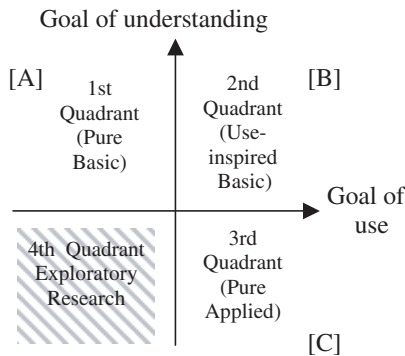 Goal of understanding
[A]
1st
Quadrant
(Pure
Basic)
2nd
Quadrant
(Use-
inspired
Basic)
[B]
Goal of
use
4th Quadrant
Exploratory
Research
3rd
Quadrant
(Pure
Applied)
[C]